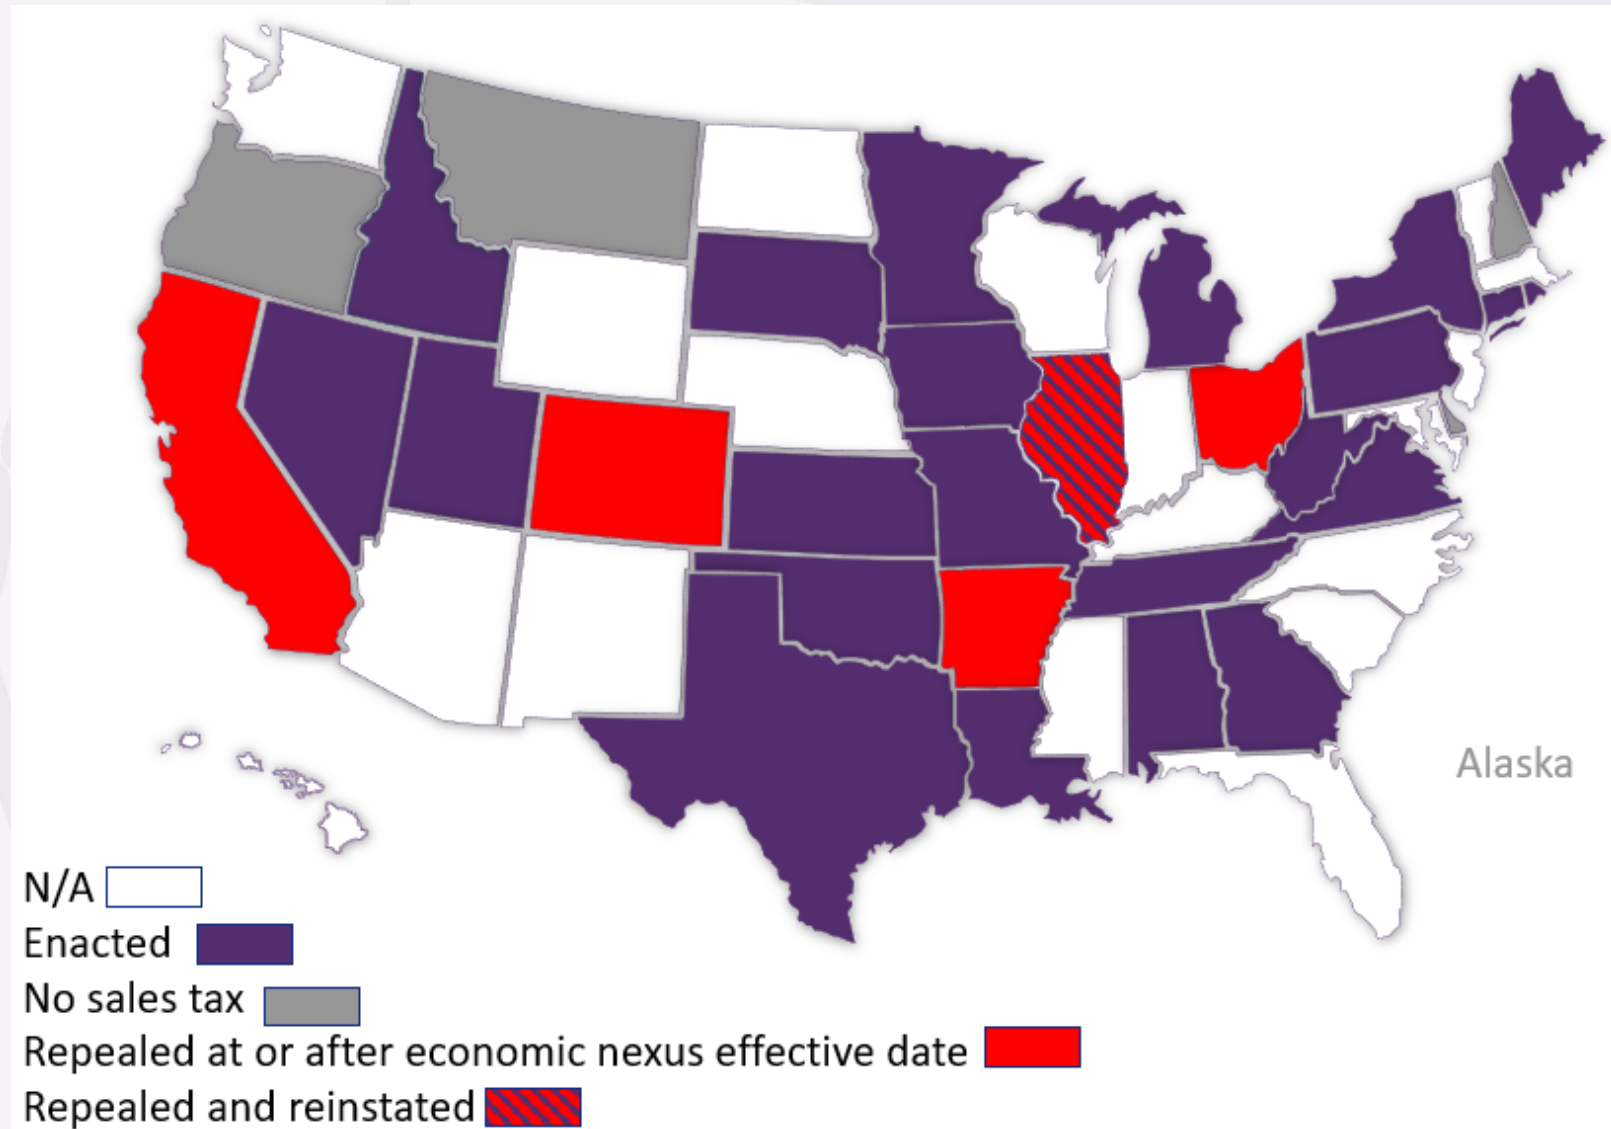 Alaska
N/A
Enacted
No sales tax
Repealed at or after economic nexus effective date
Repealed and reinstated